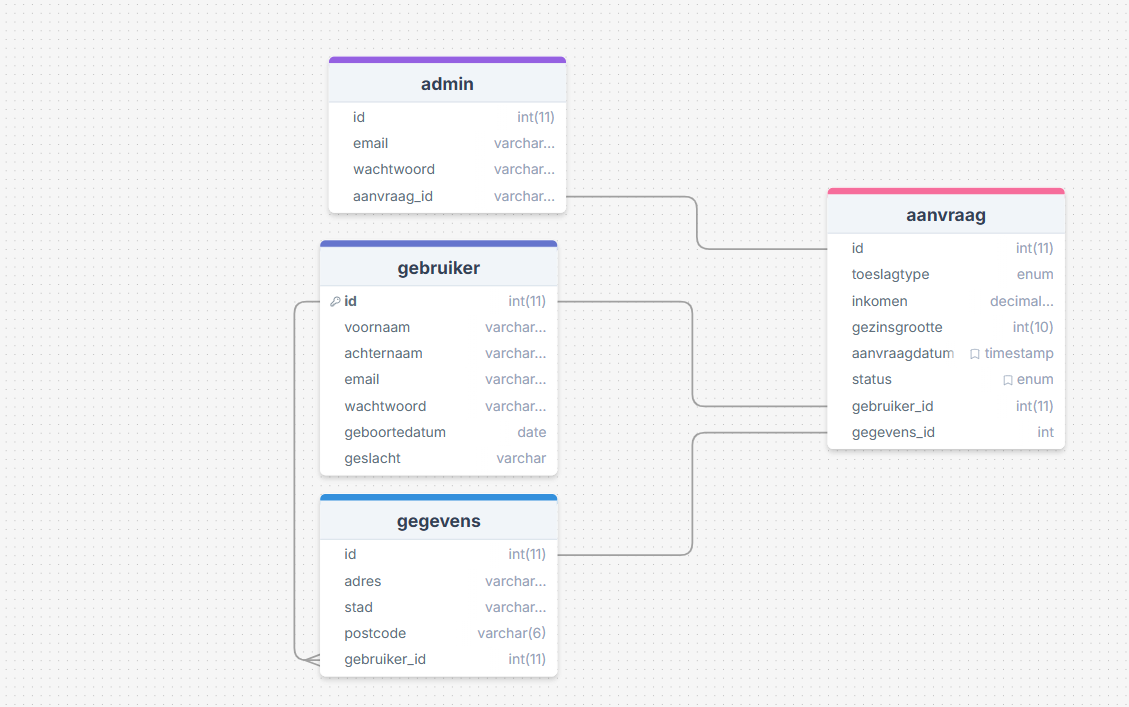 admin
id int(11)
email varchar...
wachtwoord varchar...
aanvraag_id varchar...
gebruiker
id int(11)
voornaam varchar...
achternaam varchar...
email varchar...
wachtwoord varchar...
geboortedatum date
geslacht varchar
gegevens
id int(11)
adres varchar...
stad varchar...
postcode varchar(6)
gebruiker_id int(11)
aanvraag
id int(11)
toeslagtype enum
inkomen decimal...
gezinsgrootte int(10)
aanvraagdatum timestamp
status enum
gebruiker_id int(11)
gegevens_id int